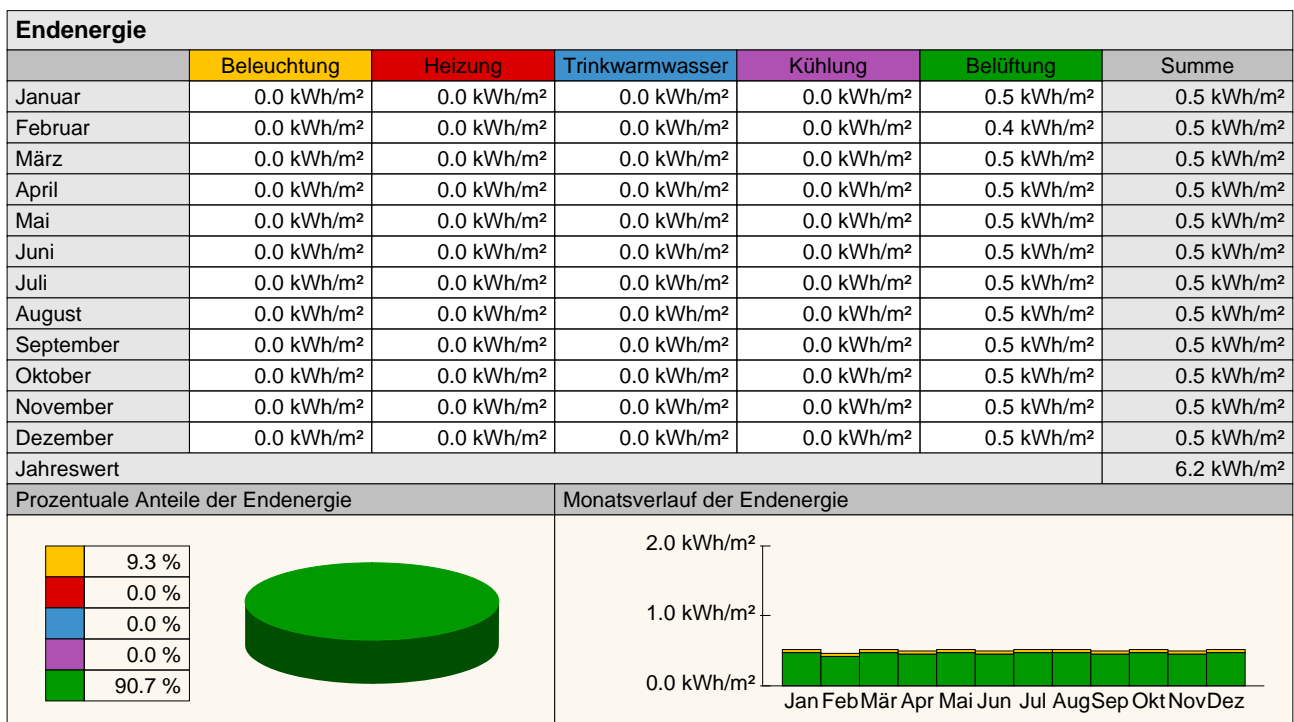 Endenergie
Beleuchtung Heizung Trinkwarmwasser Kühlung Belüftung Summe
Januar 0.0 kWh/m² 0.0 kWh/m² 0.0 kWh/m² 0.0 kWh/m² 0.5 kWh/m² 0.5 kWh/m²
Februar 0.0 kWh/m² 0.0 kWh/m² 0.0 kWh/m² 0.0 kWh/m² 0.4 kWh/m² 0.5 kWh/m²
März 0.0 kWh/m² 0.0 kWh/m² 0.0 kWh/m² 0.0 kWh/m² 0.5 kWh/m² 0.5 kWh/m²
April 0.0 kWh/m² 0.0 kWh/m² 0.0 kWh/m² 0.0 kWh/m² 0.5 kWh/m² 0.5 kWh/m²
Mai 0.0 kWh/m² 0.0 kWh/m² 0.0 kWh/m² 0.0 kWh/m² 0.5 kWh/m² 0.5 kWh/m²
Juni 0.0 kWh/m² 0.0 kWh/m² 0.0 kWh/m² 0.0 kWh/m² 0.5 kWh/m² 0.5 kWh/m²
Juli 0.0 kWh/m² 0.0 kWh/m² 0.0 kWh/m² 0.0 kWh/m² 0.5 kWh/m² 0.5 kWh/m²
August 0.0 kWh/m² 0.0 kWh/m² 0.0 kWh/m² 0.0 kWh/m² 0.5 kWh/m² 0.5 kWh/m²
September 0.0 kWh/m² 0.0 kWh/m² 0.0 kWh/m² 0.0 kWh/m² 0.5 kWh/m² 0.5 kWh/m²
Oktober 0.0 kWh/m² 0.0 kWh/m² 0.0 kWh/m² 0.0 kWh/m² 0.5 kWh/m² 0.5 kWh/m²
November 0.0 kWh/m² 0.0 kWh/m² 0.0 kWh/m² 0.0 kWh/m² 0.5 kWh/m² 0.5 kWh/m²
Dezember 0.0 kWh/m² 0.0 kWh/m² 0.0 kWh/m² 0.0 kWh/m² 0.5 kWh/m² 0.5 kWh/m²
Jahreswert 6.2 kWh/m²
Prozentuale Anteile der Endenergie
9.3 %
0.0 %
0.0 %
0.0 %
90.7 %
Monatsverlauf der Endenergie
2.0 kWh/m²
1.0 kWh/m²
0.0 kWh/m²
Jan Feb Mär Apr Mai Jun Jul Aug Sep Okt Nov Dez